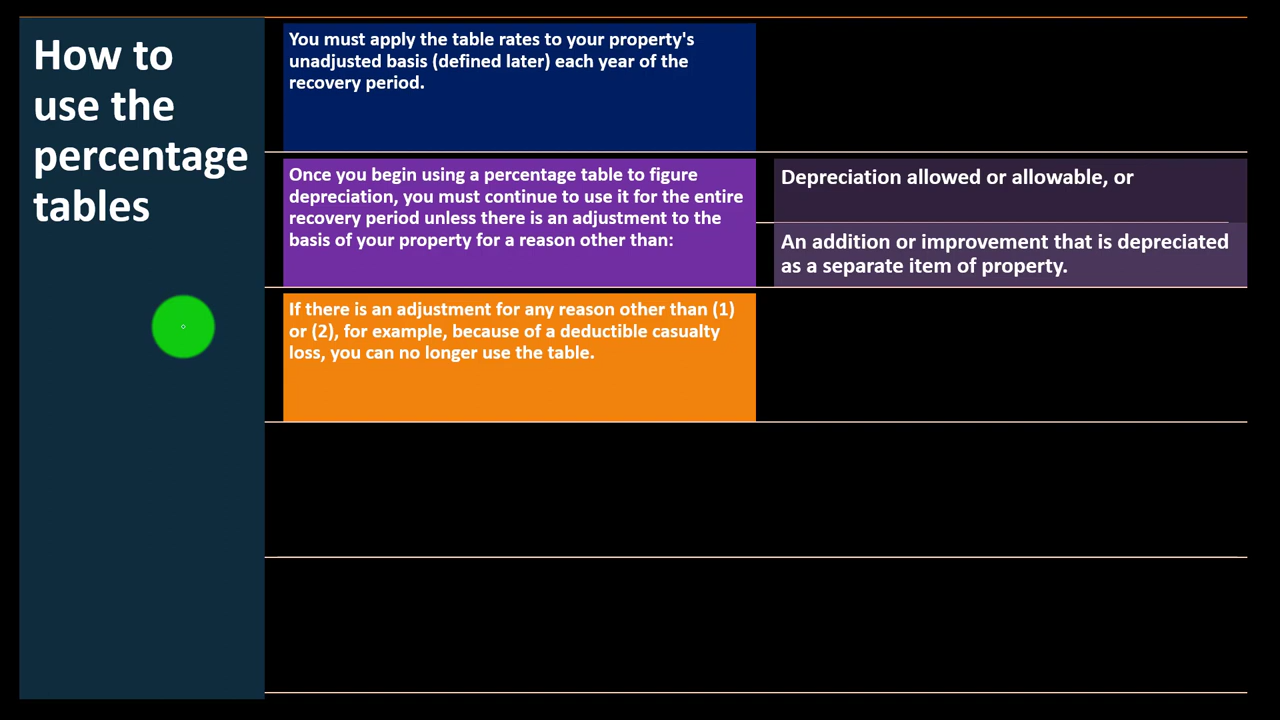 How to
use the
percentage
tables
You must apply the table rates to your property's
unadjusted basis (defined later) each year of the
recovery period.
Once you begin using a percentage table to figure
depreciation, you must continue to use it for the entire
recovery period unless there is an adjustment to the
basis of your property for a reason other than:
Depreciation allowed or allowable, or
An addition or improvement that is depreciated
as a separate item of property.
If there is an adjustment for any reason other than (1)
or (2), for example, because of a deductible casualty
loss, you can no longer use the table.